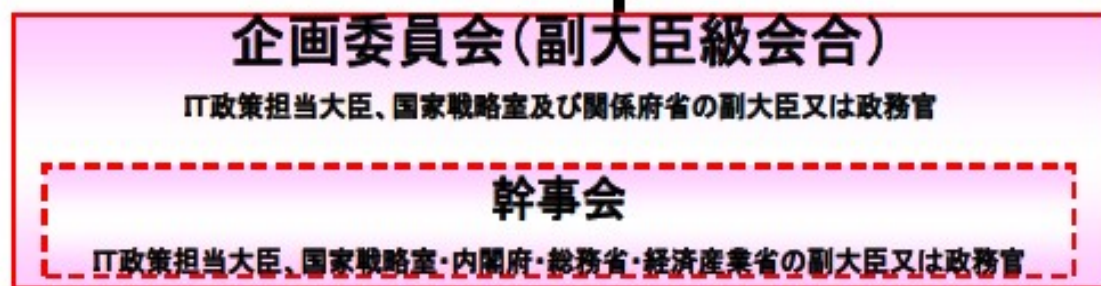 企画委員会(副大臣級会合)
IT政策担当大臣、国家戦略室及び関係府省の副大臣又は政務官
幹事会
IT政策担当大臣、国家戦略室・内閣府・総務省・経済産業省の副大臣又は政務官